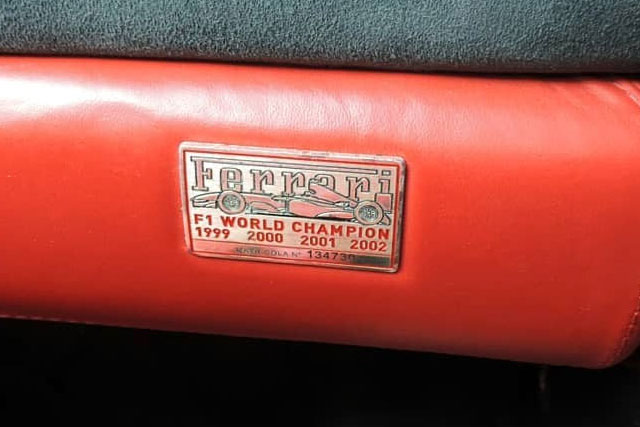 Ferrari
F1 WORLD CHAMPION
1999 2000 2001 2002
N° 134730